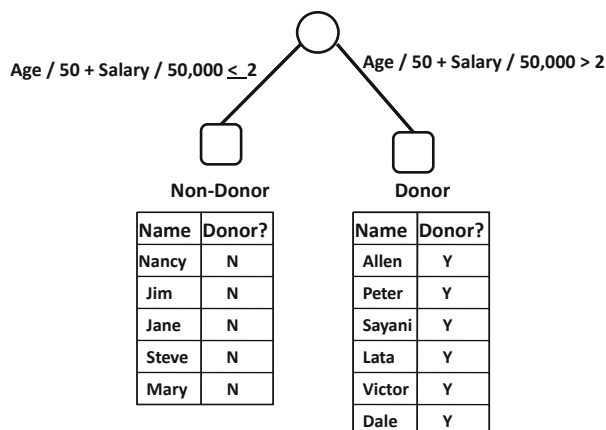 Age / 50 + Salary / 50,000 ≤ 2
Age / 50 + Salary / 50,000 > 2
Non-Donor
Donor
Name Donor?
Nancy N
Jim N
Jane N
Steve N
Mary N
Name Donor?
Allen Y
Peter Y
Sayani Y
Lata Y
Victor Y
Dale Y